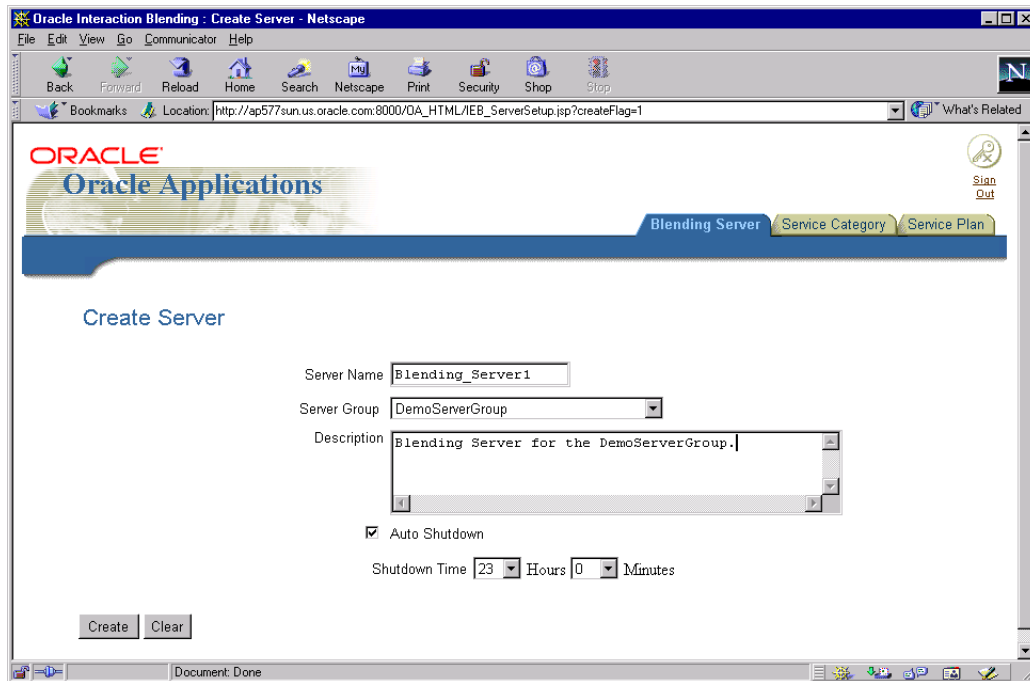 Oracle Interaction Blending : Create Server - Netscape
File Edit View Go Communicator Help
My
Back Forward Reload Home Search Netscape Print Security Shop Stop
N
Bookmarks Location: http://ap577sun.us.oracle.com:8000/OA_HTML/IEB_ServerSetup.jsp?createFlag=1 What's Related
ORACLE
Oracle Applications
Sign Out
Blending Server Service Category Service Plan
Create Server
Server Name Blending_Server1
Server Group DemoServerGroup
Description Blending Server for the DemoServerGroup.
Auto Shutdown
Shutdown Time 23 Hours 0 Minutes
Create Clear
Document: Done